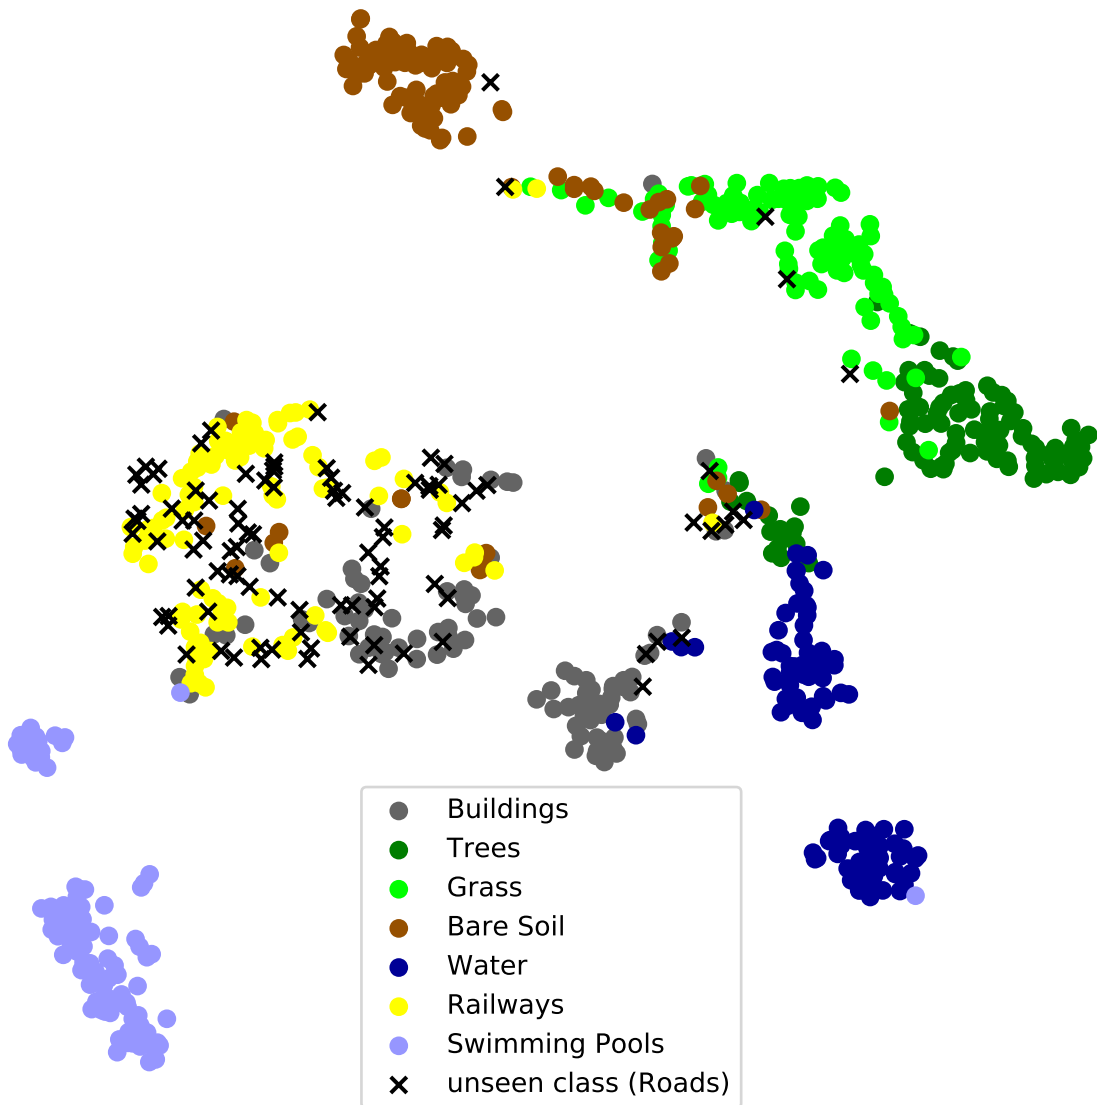 Buildings
Trees
Grass
Bare Soil
Water
Railways
Swimming Pools
unseen class (Roads)